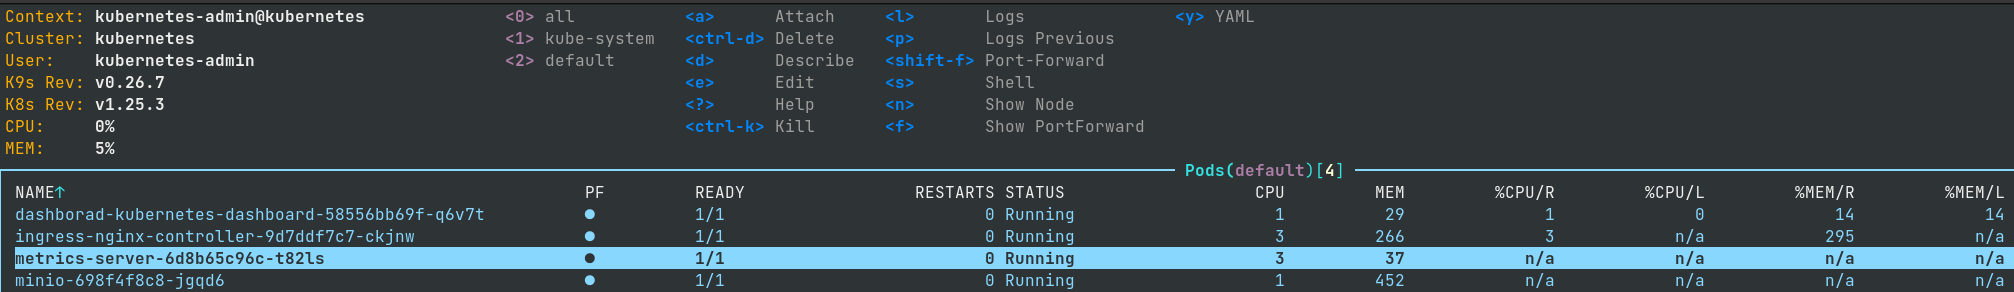 Context: kubernetes-admin@kubernetes <0> all <a> Attach <l> Logs <y> YAML
Cluster: kubernetes <1> kube-system <ctrl-d> Delete <p> Logs Previous
User: kubernetes-admin <2> default <d> Describe <shift-f> Port-Forward
K9s Rev: v0.26.7 <e> Edit <s> Shell
K8s Rev: v1.25.3 <?> Help <n> Show Node
CPU: 0% <ctrl-k> Kill <f> Show PortForward
MEM: 5%
Pods(default)[4]
NAME↑ PF READY RESTARTS STATUS CPU MEM %CPU/R %CPU/L %MEM/R %MEM/L
dashborad-kubernetes-dashboard-58556bb69f-q6v7t ● 1/1 0 Running 1 29 1 0 14 14
ingress-nginx-controller-9d7ddf7c7-ckjnw ● 1/1 0 Running 3 266 3 n/a 295 n/a
metrics-server-6d8b65c96c-t82ls ● 1/1 0 Running 3 37 n/a n/a n/a n/a
minio-698f4f8c8-jgqd6 ● 1/1 0 Running 1 452 n/a n/a n/a n/a